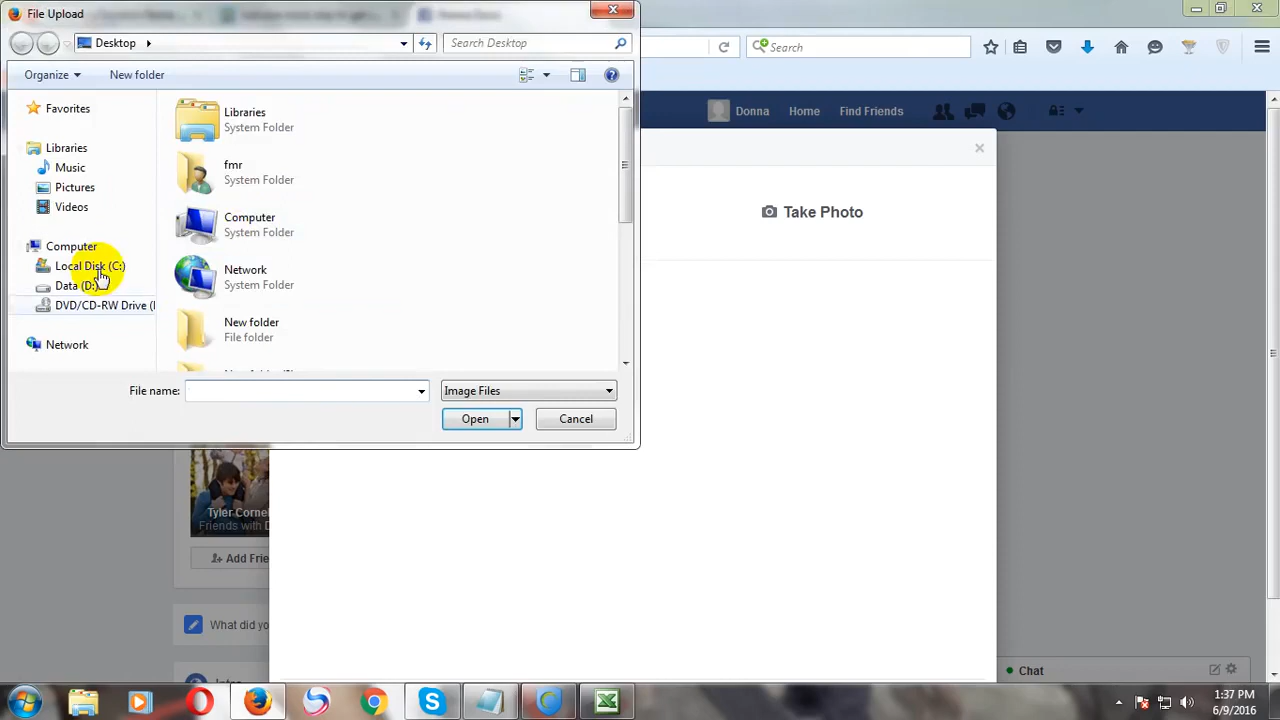 File Upload
Desktop
Search Desktop
Organize
New folder
Favorites
Libraries
Music
Pictures
Videos
Computer
Local Disk (C:)
Data (D:)
DVD/CD-RW Drive (
Network
Libraries
System Folder
fmr
System Folder
Computer
System Folder
Network
System Folder
New folder
File folder
File name:
Image Files
Open
Cancel
Search
Donna
Home
Find Friends
Take Photo
Tyler Cornel
Friends with D
Add Frie
What did yo
Chat
1:37 PM
6/9/2016